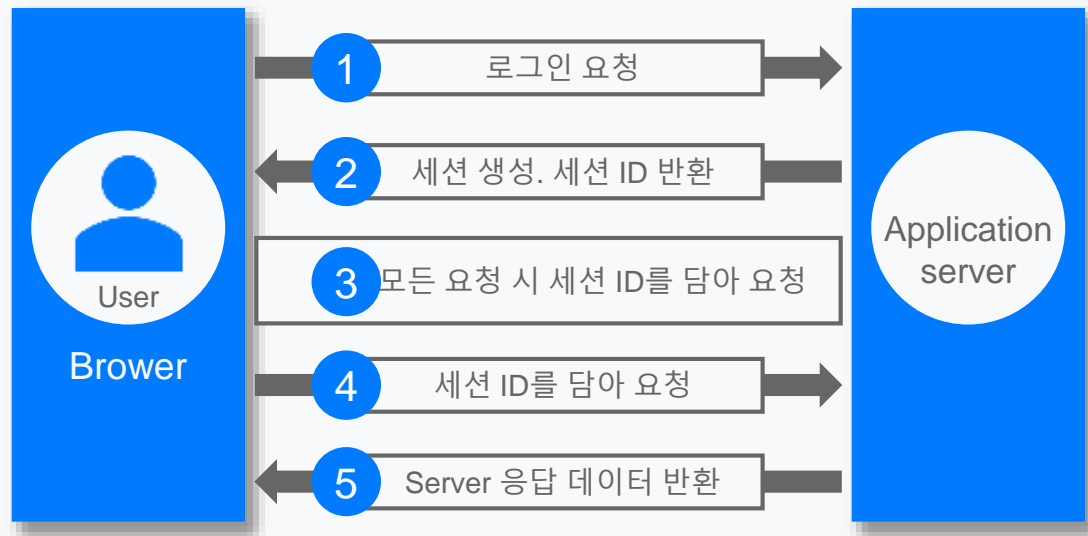 1 로그인 요청
2 세션 생성. 세션 ID 반환
3 모든 요청 시 세션 ID를 담아 요청
4 세션 ID를 담아 요청
5 Server 응답 데이터 반환
User
Brower
Application
server